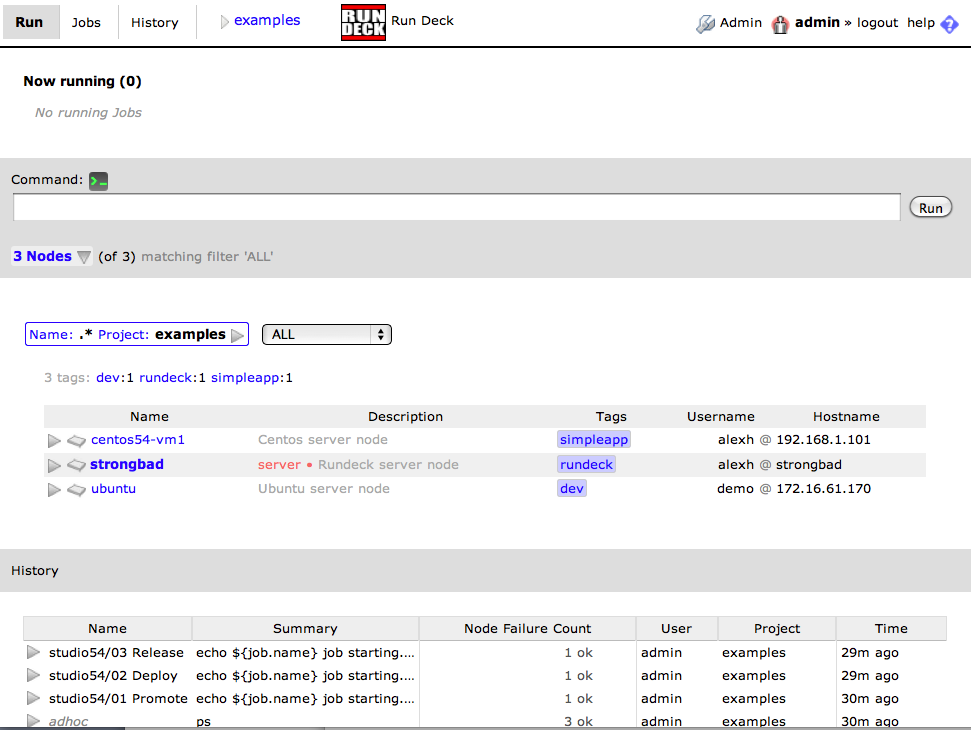 Run Jobs History examples RUN DECK Run Deck Admin admin » logout help ?
Now running (0)
No running Jobs
Command: >_
Run
3 Nodes (of 3) matching filter 'ALL'
Name: .* Project: examples ALL
3 tags: dev:1 rundeck:1 simpleapp:1
Name Description Tags Username Hostname
centos54-vm1 Centos server node simpleapp alexh @ 192.168.1.101
strongbad server • Rundeck server node rundeck alexh @ strongbad
ubuntu Ubuntu server node dev demo @ 172.16.61.170
History
Name Summary Node Failure Count User Project Time
studio54/03 Release echo ${job.name} job starting.... 1 ok admin examples 29m ago
studio54/02 Deploy echo ${job.name} job starting.... 1 ok admin examples 29m ago
studio54/01 Promote echo ${job.name} job starting.... 1 ok admin examples 30m ago
adhoc ps 3 ok admin examples 30m ago